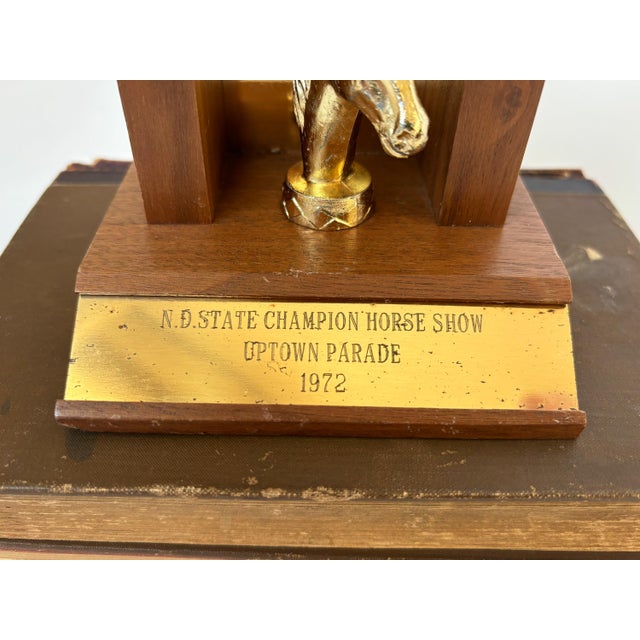 N.D.STATE CHAMPION HORSE SHOW
UPTOWN PARADE
1972